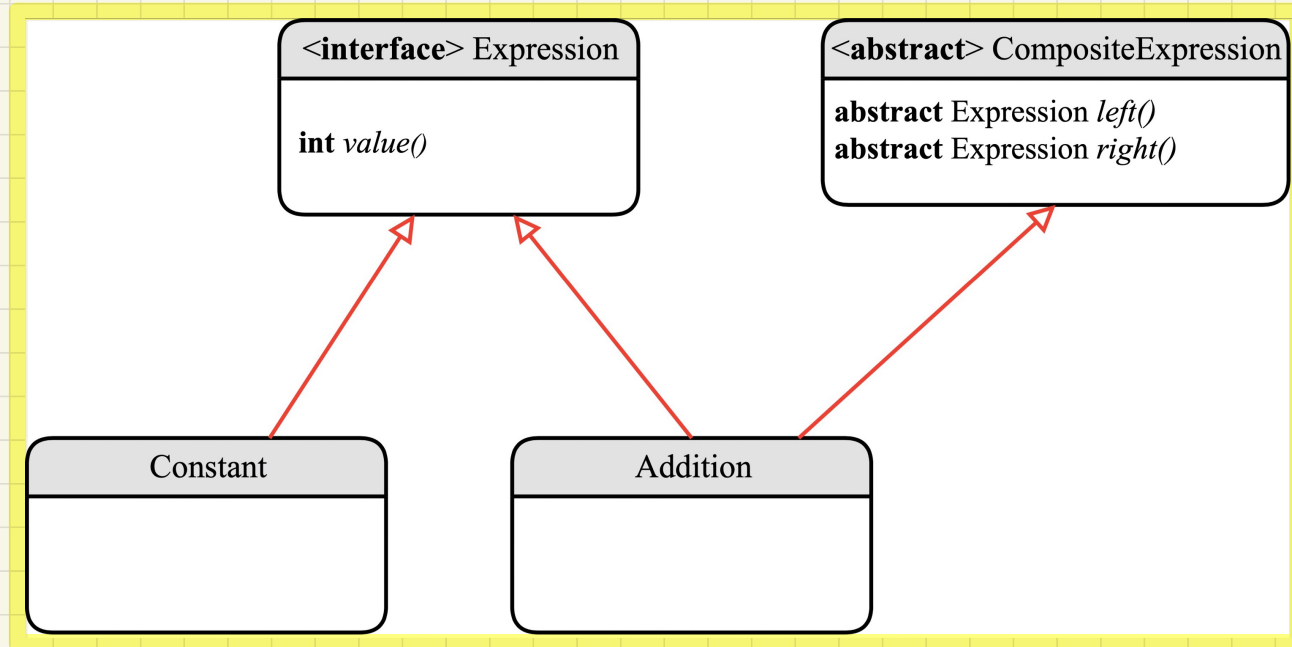 <interface> Expression
int value()
<abstract> CompositeExpression
abstract Expression left()
abstract Expression right()
Constant
Addition